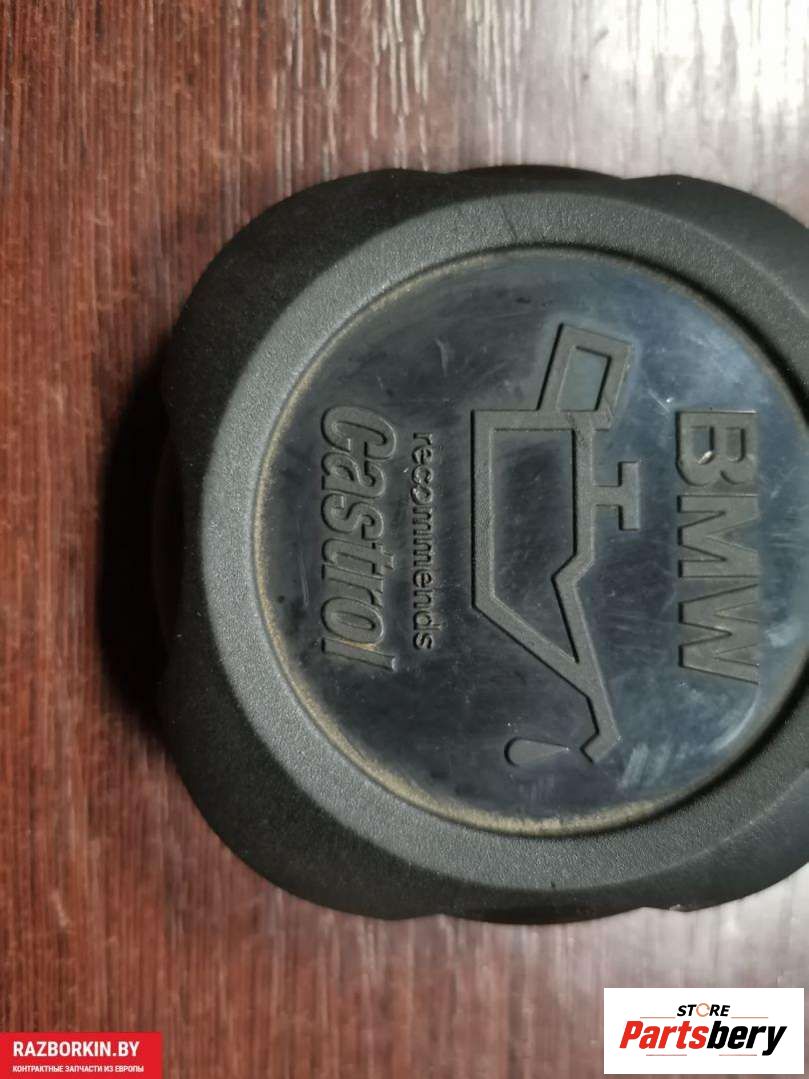 BMW
recommends
Castrol
RAZBORKIN.BY
КОНТРАКТНЫЕ ЗАПЧАСТИ ИЗ ЕВРОПЫ
STORE
Partsbery